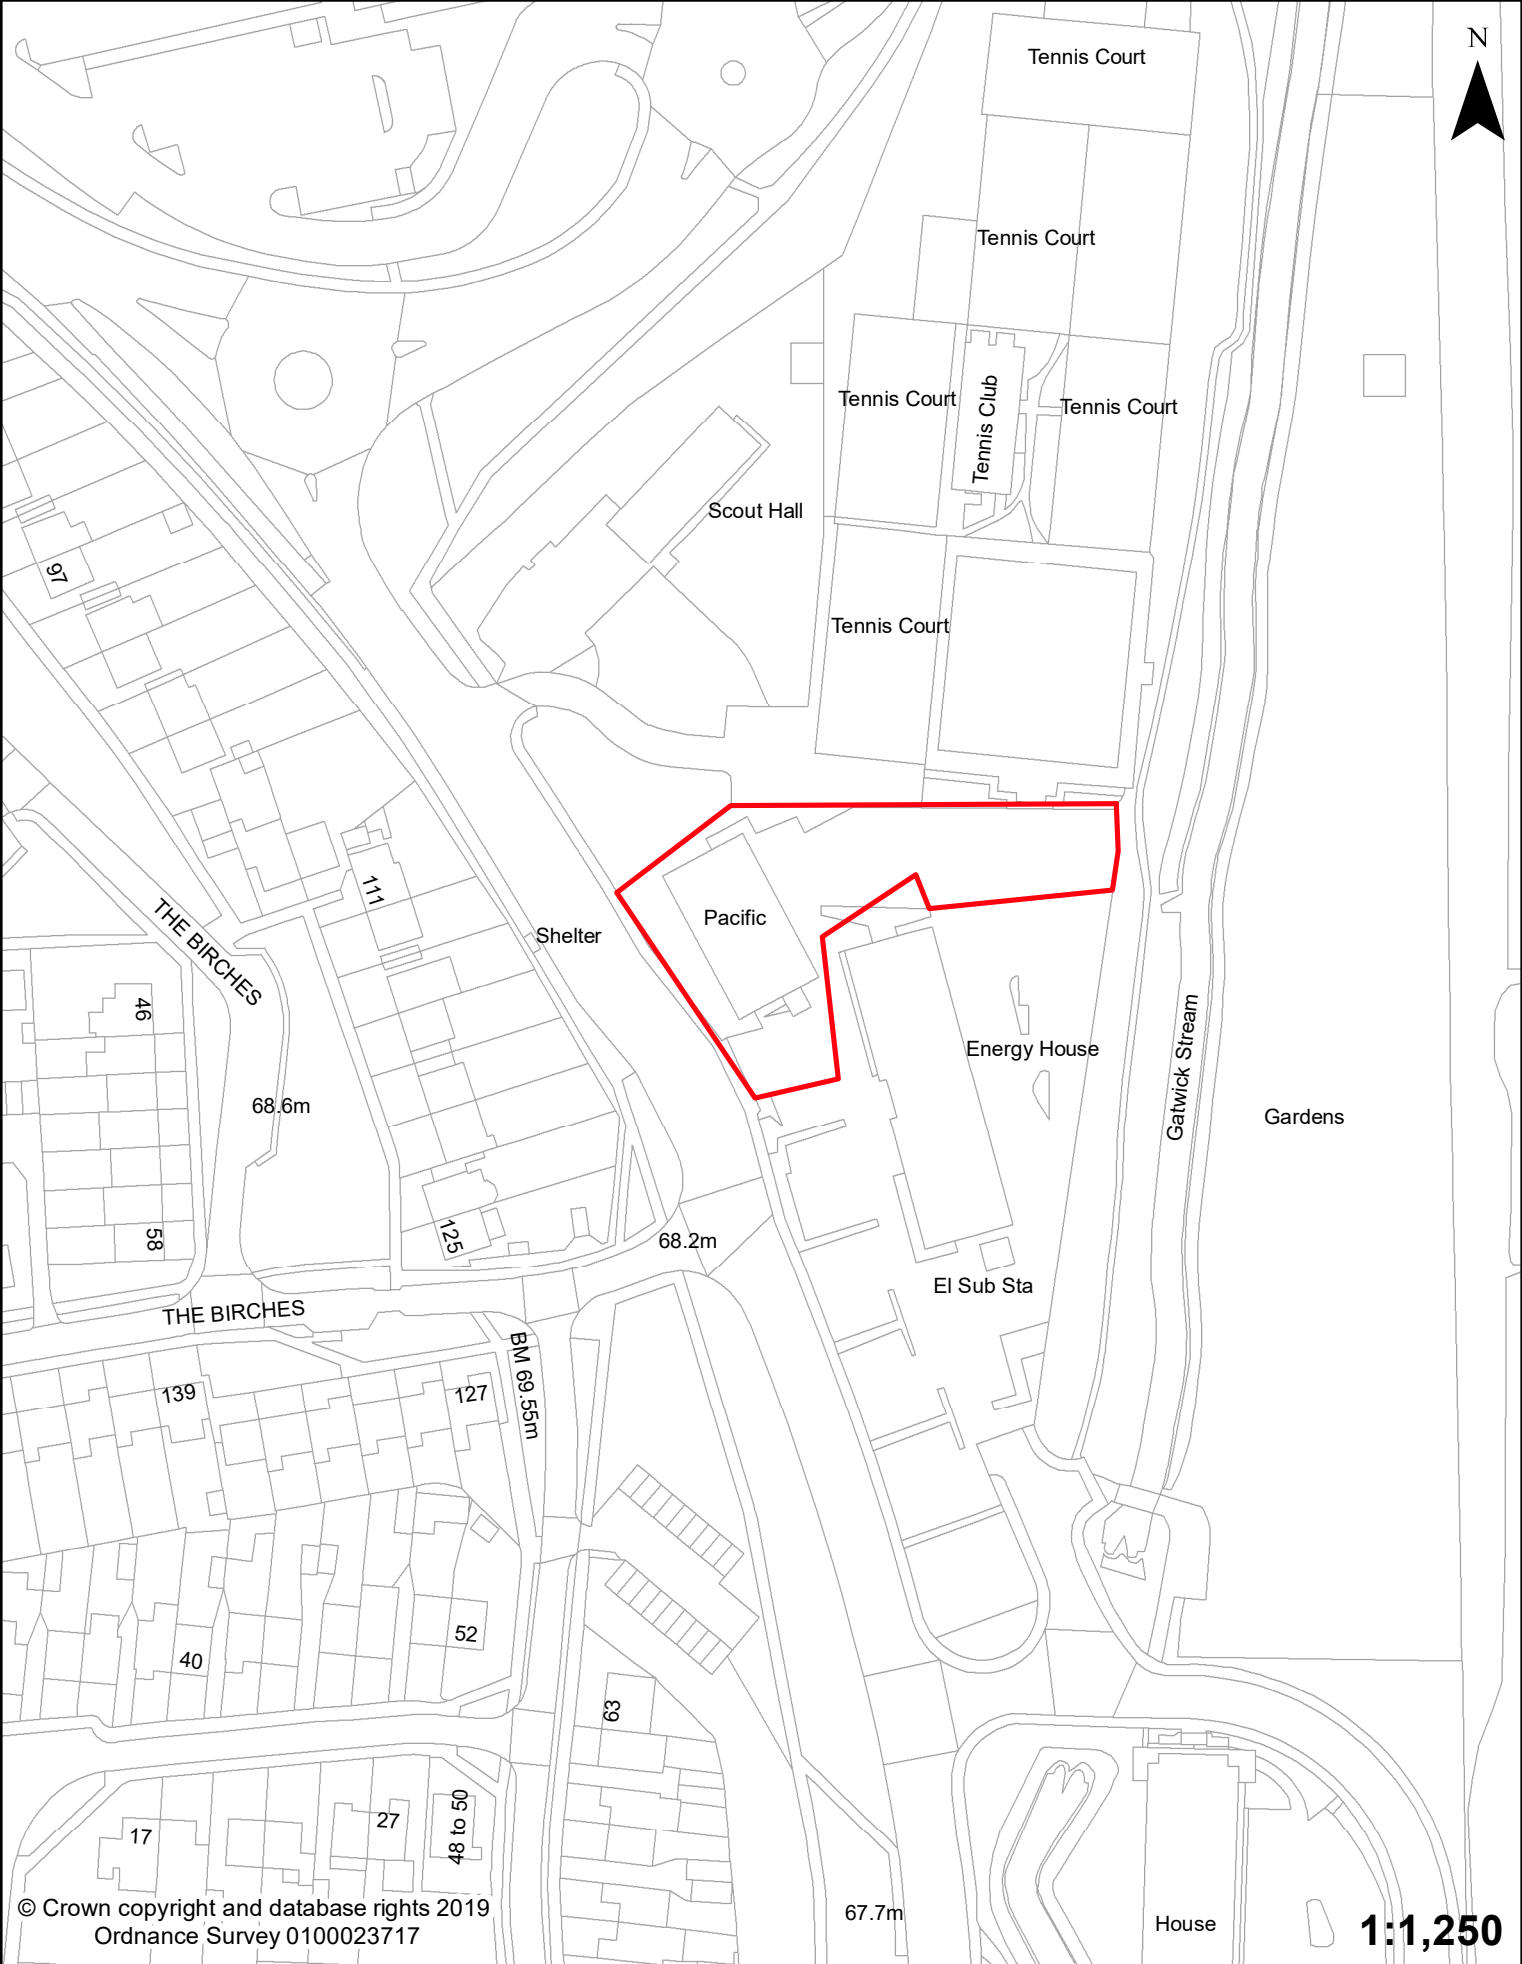 Tennis Court
N
Tennis Court
Tennis Court
Tennis Club
Tennis Court
Scout Hall
97
Tennis Court
111
Pacific
Shelter
THE BIRCHES
46
Energy House
Gatwick Stream
68.6m
Gardens
58
125
68.2m
El Sub Sta
THE BIRCHES
BM 69.55m
139
127
52
40
63
27
48 to 50
17
© Crown copyright and database rights 2019
Ordnance Survey 0100023717
67.7m
House
1:1,250